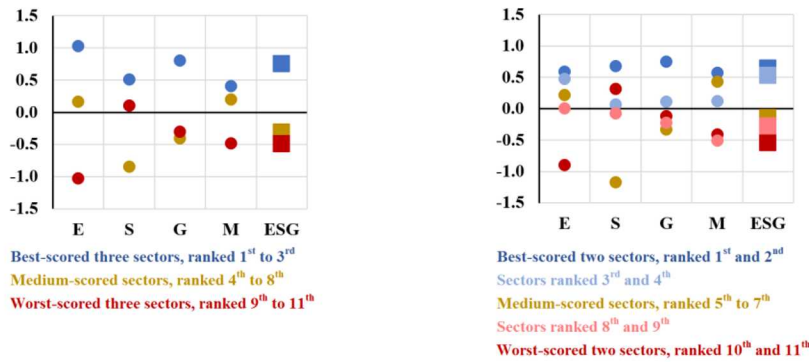 1.5
1.0
0.5
0.0
-0.5
-1.0
-1.5
E S G M ESG
Best-scored three sectors, ranked 1st to 3rd
Medium-scored sectors, ranked 4th to 8th
Worst-scored three sectors, ranked 9th to 11th
1.5
1.0
0.5
0.0
-0.5
-1.0
-1.5
E S G M ESG
Best-scored two sectors, ranked 1st and 2nd
Sectors ranked 3rd and 4th
Medium-scored sectors, ranked 5th to 7th
Sectors ranked 8th and 9th
Worst-scored two sectors, ranked 10th and 11th